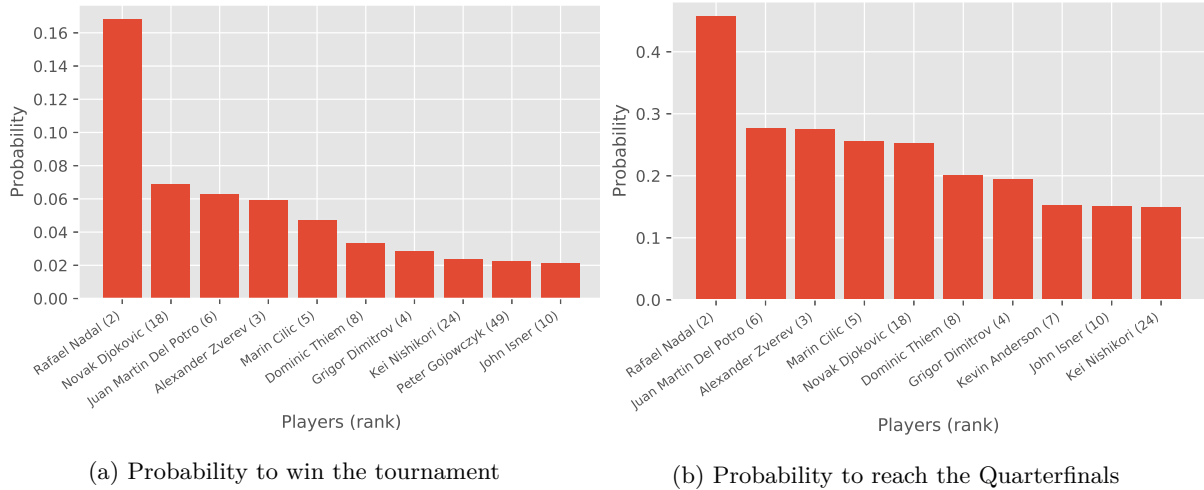 0.16
0.14
0.12
0.10
0.08
0.06
0.04
0.02
0.00
Probability
Rafael Nadal (2)
Novak Djokovic (18)
Juan Martin Del Potro (6)
Alexander Zverev (3)
Marin Cilic (5)
Dominic Thiem (8)
Grigor Dimitrov (4)
Kei Nishikori (24)
Peter Gojowczyk (49)
John Isner (10)
Players (rank)
(a) Probability to win the tournament
0.4
0.3
0.2
0.1
0.0
Probability
Rafael Nadal (2)
Juan Martin Del Potro (6)
Alexander Zverev (3)
Marin Cilic (5)
Novak Djokovic (18)
Dominic Thiem (8)
Grigor Dimitrov (4)
Kevin Anderson (7)
John Isner (10)
Kei Nishikori (24)
Players (rank)
(b) Probability to reach the Quarterfinals